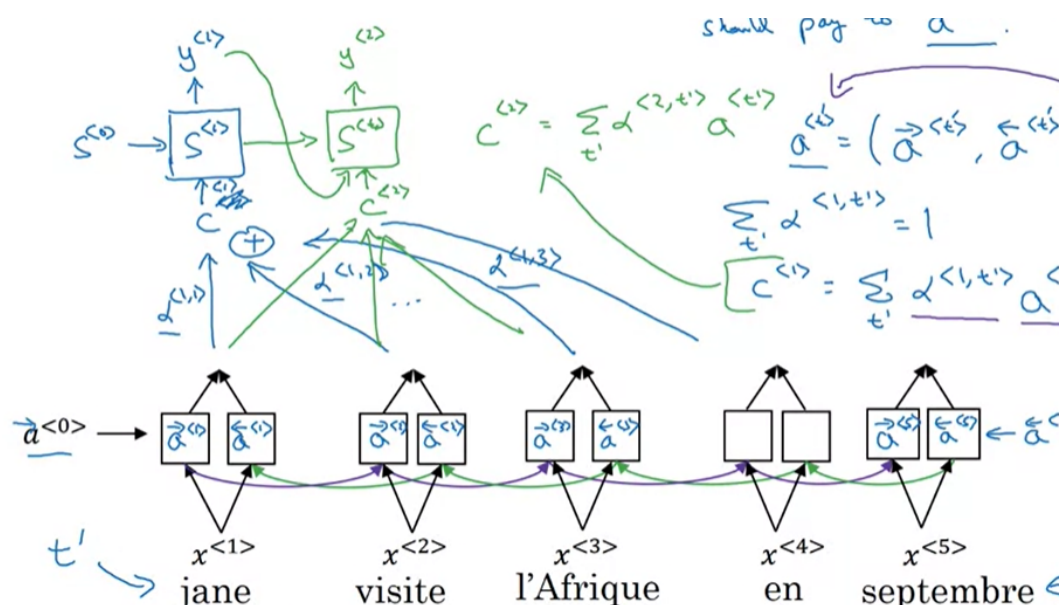 should pay to a.
y<1> y<2>
s<0> → S<1> → S<2>
c<2> = Σt' α<2,t'> a<t'>
a<t'> = (→a<t'>, ←a<t'>
c<1> c<2>
Σt' α<1,t'> = 1
+
α<1,1> α<1,2> ... α<1,3>
c<1> = Σt' α<1,t'> a<
→a<0> →a<1> ←a<1> →a<2> ←a<2> →a<3> ←a<3> →a<5> ←a<5> ← ←a<
x<1> x<2> x<3> x<4> x<5>
t'
jane visite l'Afrique en septembre